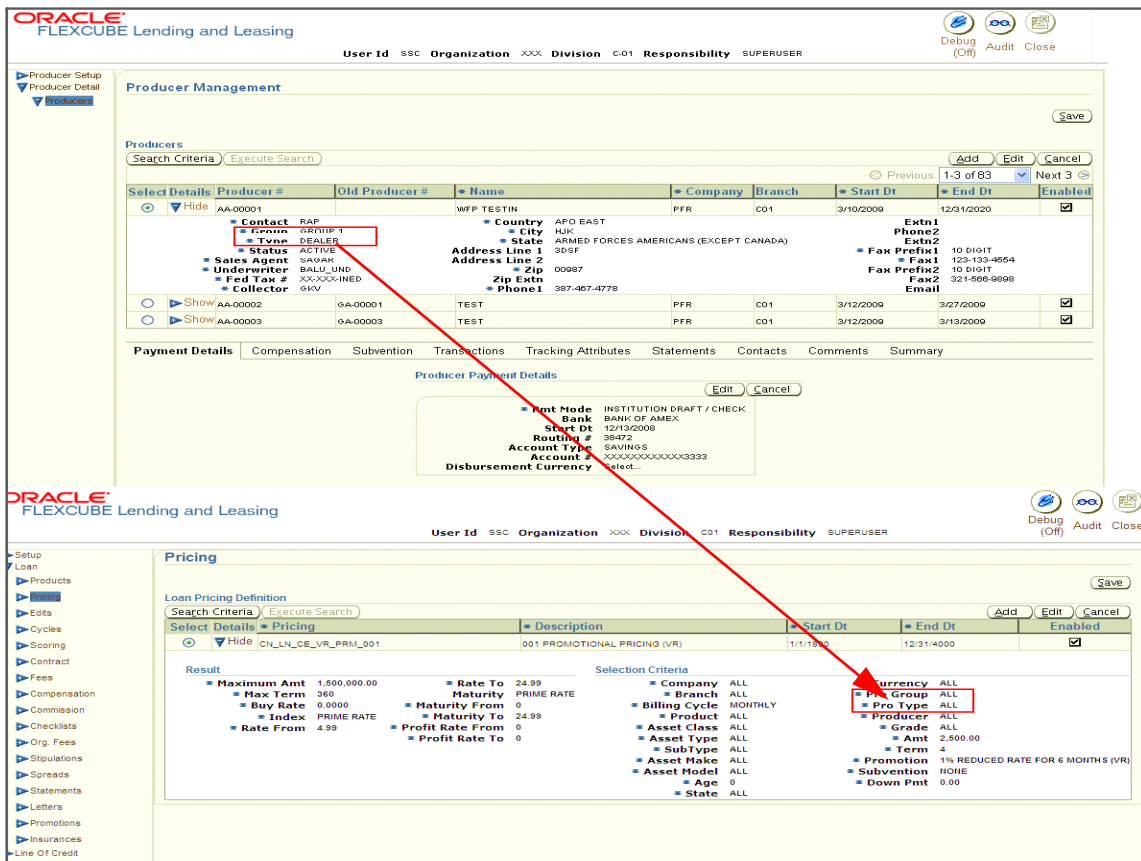 ORACLE
FLEXCUBE Lending and Leasing
Debug (Off) Audit Close
User Id SSC Organization XXX Division C-01 Responsibility SUPERUSER
Producer Setup
Producer Detail
Producers
Producer Management
Save
Producers
Search Criteria Execute Search Add Edit Cancel
Previous 1-3 of 83 Next 3
Select Details Producer # Old Producer # * Name * Company Branch * Start Dt * End Dt Enabled
Hide AA-00001 WFP TESTIN PFR C01 3/10/2009 12/31/2020
* Contact RAP * Country APO EAST Extn1
* Group GROUP 1 * City HJK Phone2
* Type DEALER * State ARMED FORCES AMERICANS (EXCEPT CANADA) Extn2
* Status ACTIVE Address Line 1 3DSF * Fax Prefix1 10 DIGIT
* Sales Agent SAGAR Address Line 2 * Fax1 123-133-4554
* Underwriter BALU_UND * Zip 00987 Fax Prefix2 10 DIGIT
* Fed Tax # XX-XXX-INED Zip Extn Fax2 321-566-9898
* Collector GKV * Phone1 387-467-4778 Email
Show AA-00002 GA-00001 TEST PFR C01 3/12/2009 3/27/2009
Show AA-00003 GA-00003 TEST PFR C01 3/12/2009 3/13/2009
Payment Details Compensation Subvention Transactions Tracking Attributes Statements Contacts Comments Summary
Producer Payment Details
Edit Cancel
* Pmt Mode INSTITUTION DRAFT / CHECK
Bank BANK OF AMEX
Start Dt 12/13/2008
Routing # 38472
Account Type SAVINGS
Account # XXXXXXXXXXXX3333
Disbursement Currency Select...
ORACLE
FLEXCUBE Lending and Leasing
Debug (Off) Audit Close
User Id SSC Organization XXX Division C01 Responsibility SUPERUSER
Setup
Loan
Products
Pricing
Edits
Cycles
Scoring
Contract
Fees
Compensation
Commission
Checklists
Org. Fees
Stipulations
Spreads
Statements
Letters
Promotions
Insurances
Line Of Credit
Pricing
Save
Loan Pricing Definition
Search Criteria Execute Search Add Edit Cancel
Select Details * Pricing * Description * Start Dt * End Dt Enabled
Hide CN_LN_CE_VR_PRM_001 001 PROMOTIONAL PRICING (VR) 1/1/1800 12/31/4000
Result Selection Criteria
* Maximum Amt 1,500,000.00 * Rate To 24.99 * Company ALL * Currency ALL
* Max Term 360 Maturity PRIME RATE * Branch ALL * Pro Group ALL
* Buy Rate 0.0000 * Maturity From 0 * Billing Cycle MONTHLY * Pro Type ALL
* Index PRIME RATE * Maturity To 24.99 * Product ALL * Producer ALL
* Rate From 4.99 * Profit Rate From 0 * Asset Class ALL * Grade ALL
* Profit Rate To 0 * Asset Type ALL * Amt 2,500.00
* SubType ALL * Term 4
* Asset Make ALL * Promotion 1% REDUCED RATE FOR 6 MONTHS (VR)
* Asset Model ALL * Subvention NONE
* Age 0 * Down Pmt 0.00
* State ALL